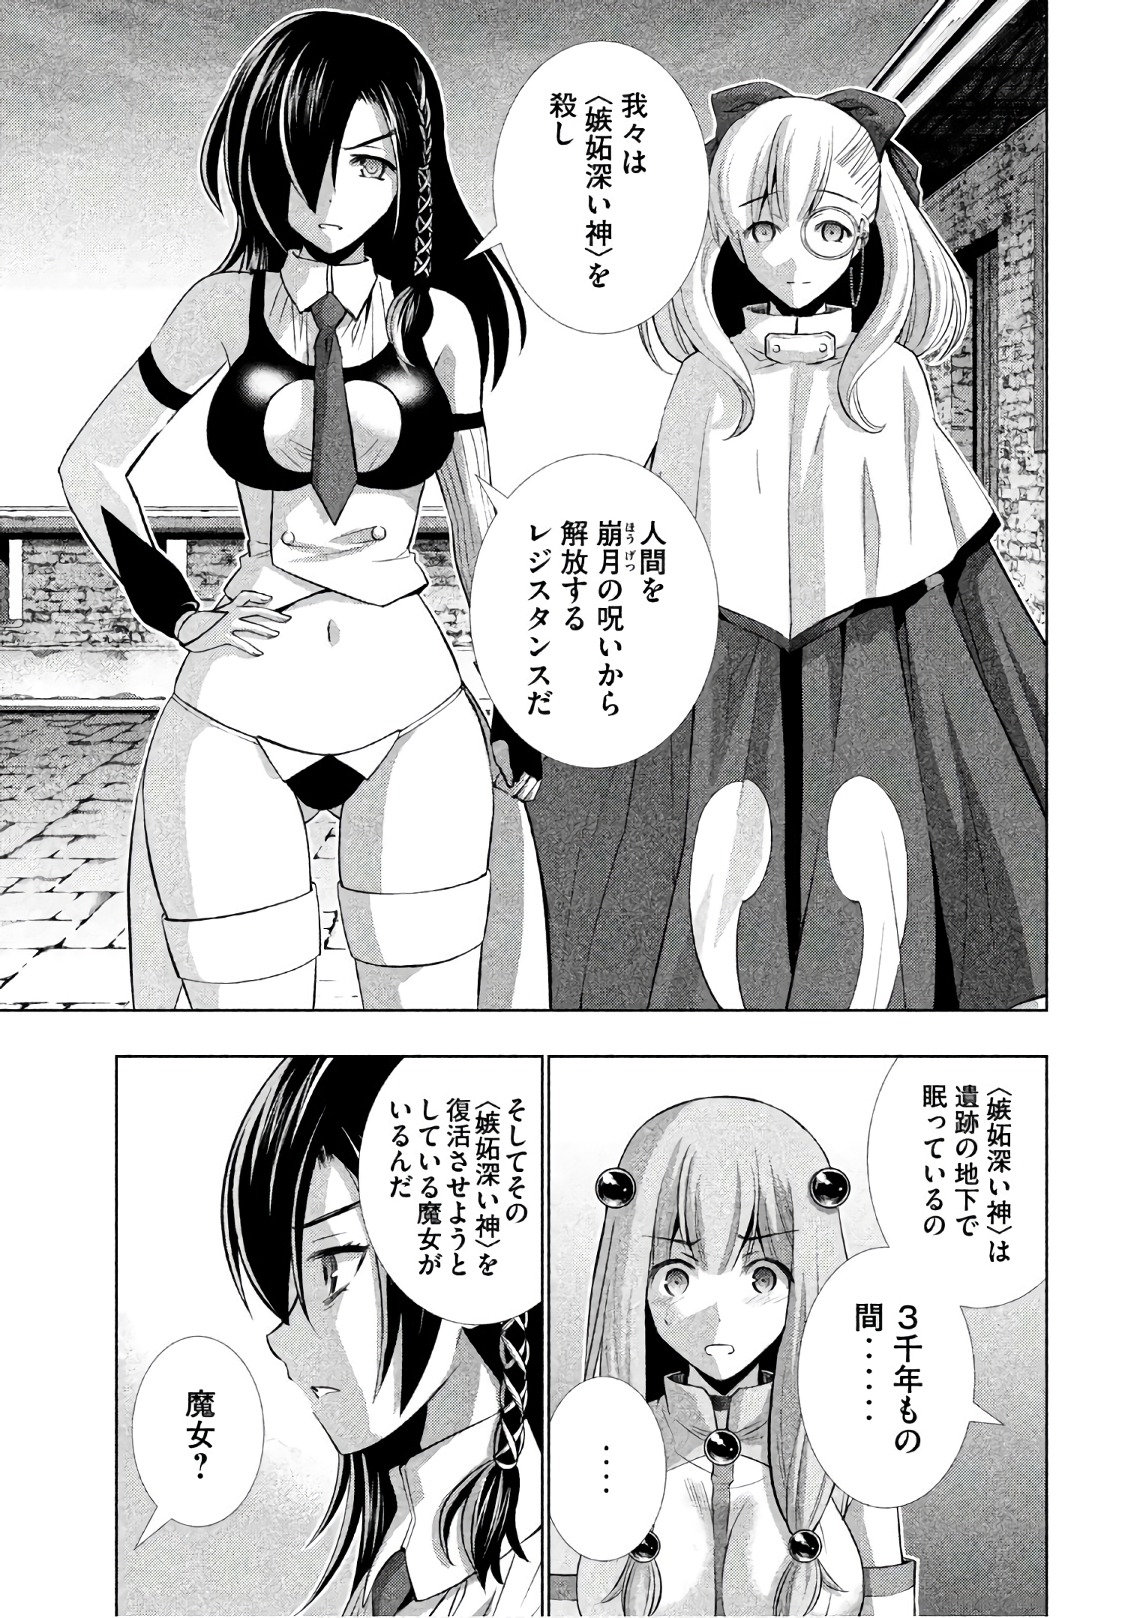 我々は
〈嫉妬深い神〉を
殺し
人間を
崩月の呪いから
ほうげつ
解放する
レジスタンスだ
〈嫉妬深い神〉は
遺跡の地下で
眠っているの
3千年もの
間・・・・・・
・・・・
そしてその
〈嫉妬深い神〉を
復活させようと
している魔女が
いるんだ
魔女？